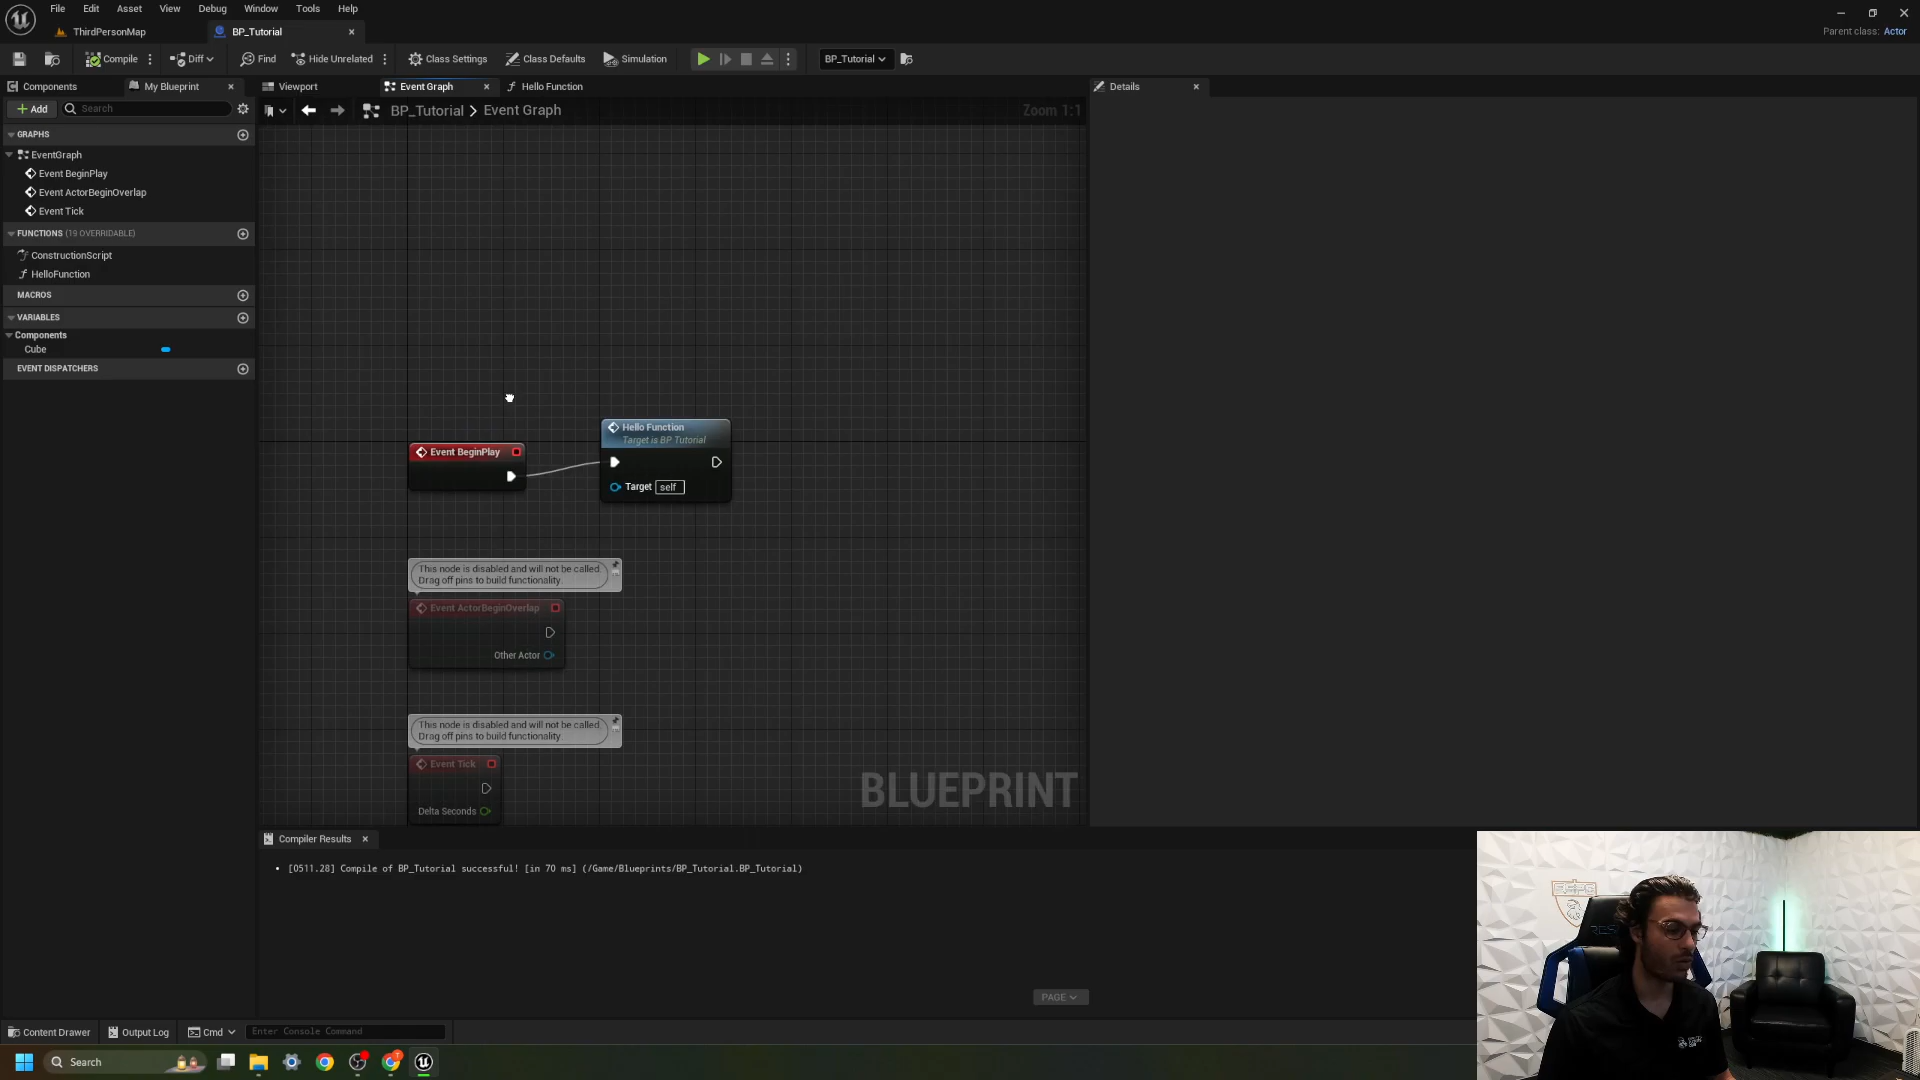 File Edit Asset View Debug Window Tools Help
ThirdPersonMap
BP_Tutorial
Parent class: Actor
Compile
Diff
Find
Hide Unrelated
Class Settings
Class Defaults
Simulation
BP_Tutorial
Components
My Blueprint
Viewport
Event Graph
Hello Function
Details
Add
Search
BP_Tutorial > Event Graph
Zoom 1:1
GRAPHS
EventGraph
Event BeginPlay
Event ActorBeginOverlap
Event Tick
FUNCTIONS (19 OVERRIDABLE)
ConstructionScript
HelloFunction
MACROS
VARIABLES
Components
Cube
EVENT DISPATCHERS
Hello Function
Target is BP Tutorial
Target self
Event BeginPlay
This node is disabled and will not be called.
Drag off pins to build functionality.
Event ActorBeginOverlap
Other Actor
This node is disabled and will not be called.
Drag off pins to build functionality.
Event Tick
Delta Seconds
BLUEPRINT
Compiler Results
• [0511.28] Compile of BP_Tutorial successful! [in 70 ms] (/Game/Blueprints/BP_Tutorial.BP_Tutorial)
PAGE
Content Drawer
Output Log
Cmd
Enter Console Command
Search